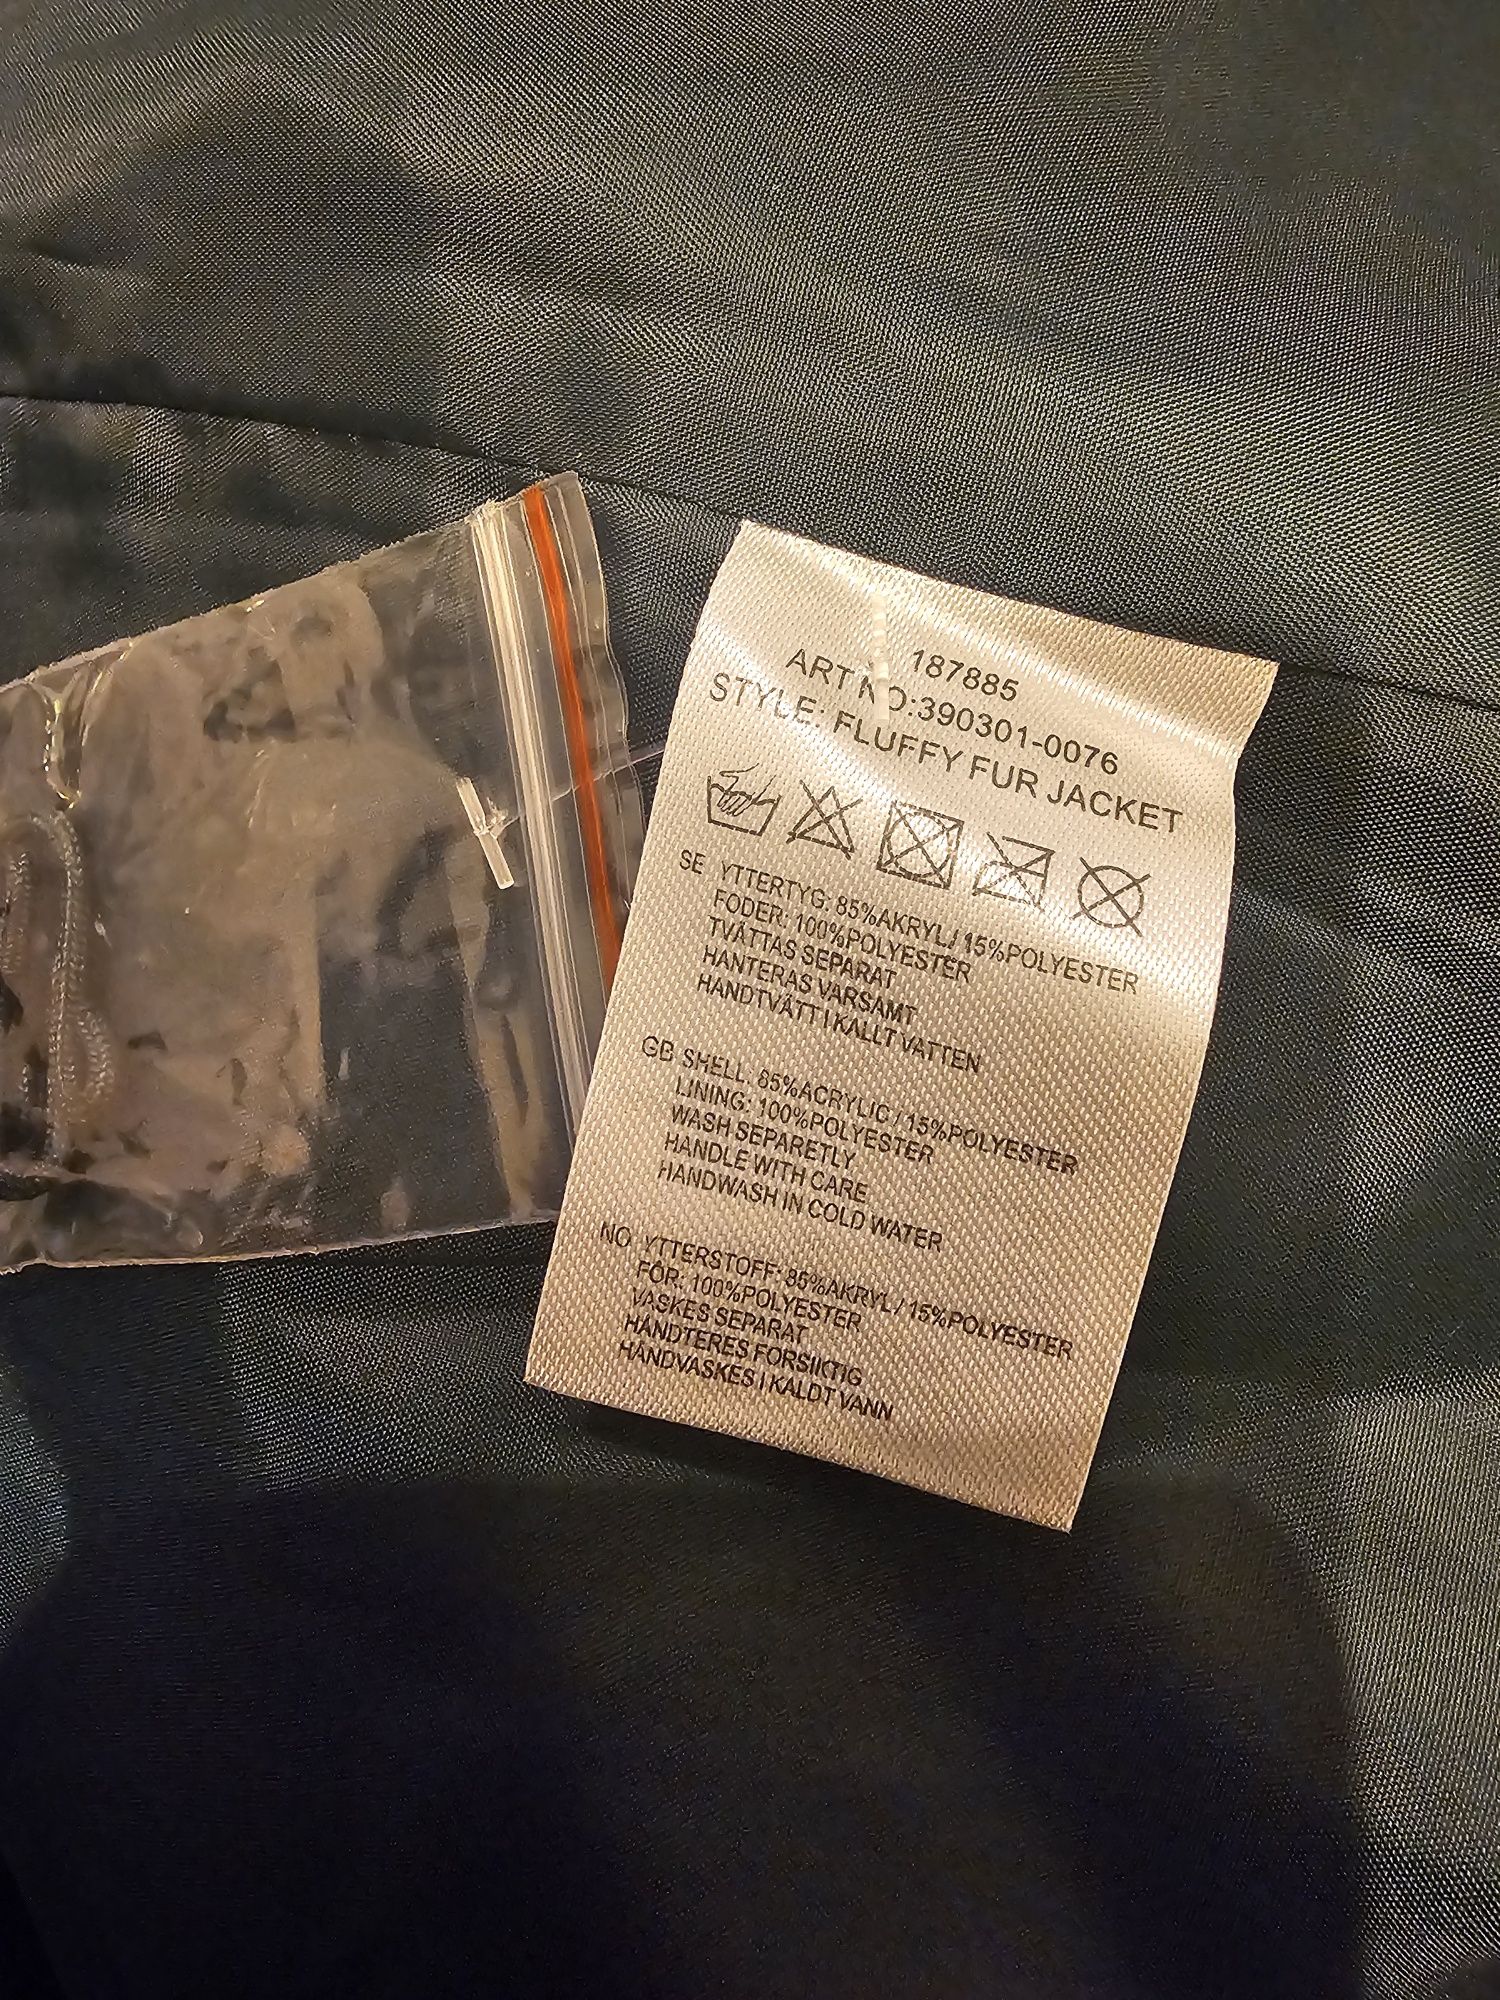 187885
ART NO:390301-0076
STYLE: FLUFFY FUR JACKET
SE YTTERTYG: 85%AKRYL/ 15%POLYESTER
FODER: 100%POLYESTER
TVÄTTAS SEPARAT
HANTERAS VARSAMT
HANDTVÄTT I KALLT VATTEN
GB SHELL: 85%ACRYLIC / 15%POLYESTER
LINING: 100%POLYESTER
WASH SEPARETLY
HANDLE WITH CARE
HANDWASH IN COLD WATER
NO YTTERSTOFF: 85%AKRYL/ 15%POLYESTER
FÔR: 100%POLYESTER
VASKES SEPARAT
HÅNDTERES FORSIKTIG
HÅNDVASKES I KALDT VANN